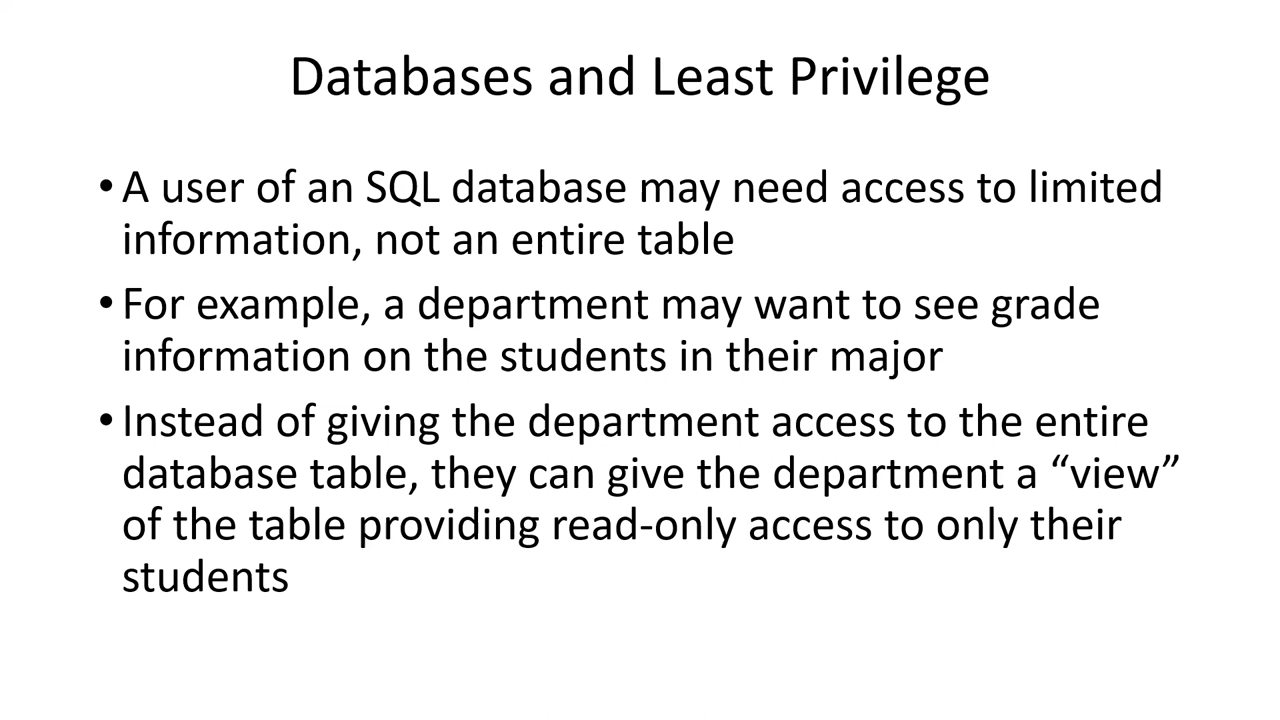 Databases and Least Privilege
• A user of an SQL database may need access to limited
information, not an entire table
• For example, a department may want to see grade
information on the students in their major
• Instead of giving the department access to the entire
database table, they can give the department a “view”
of the table providing read-only access to only their
students